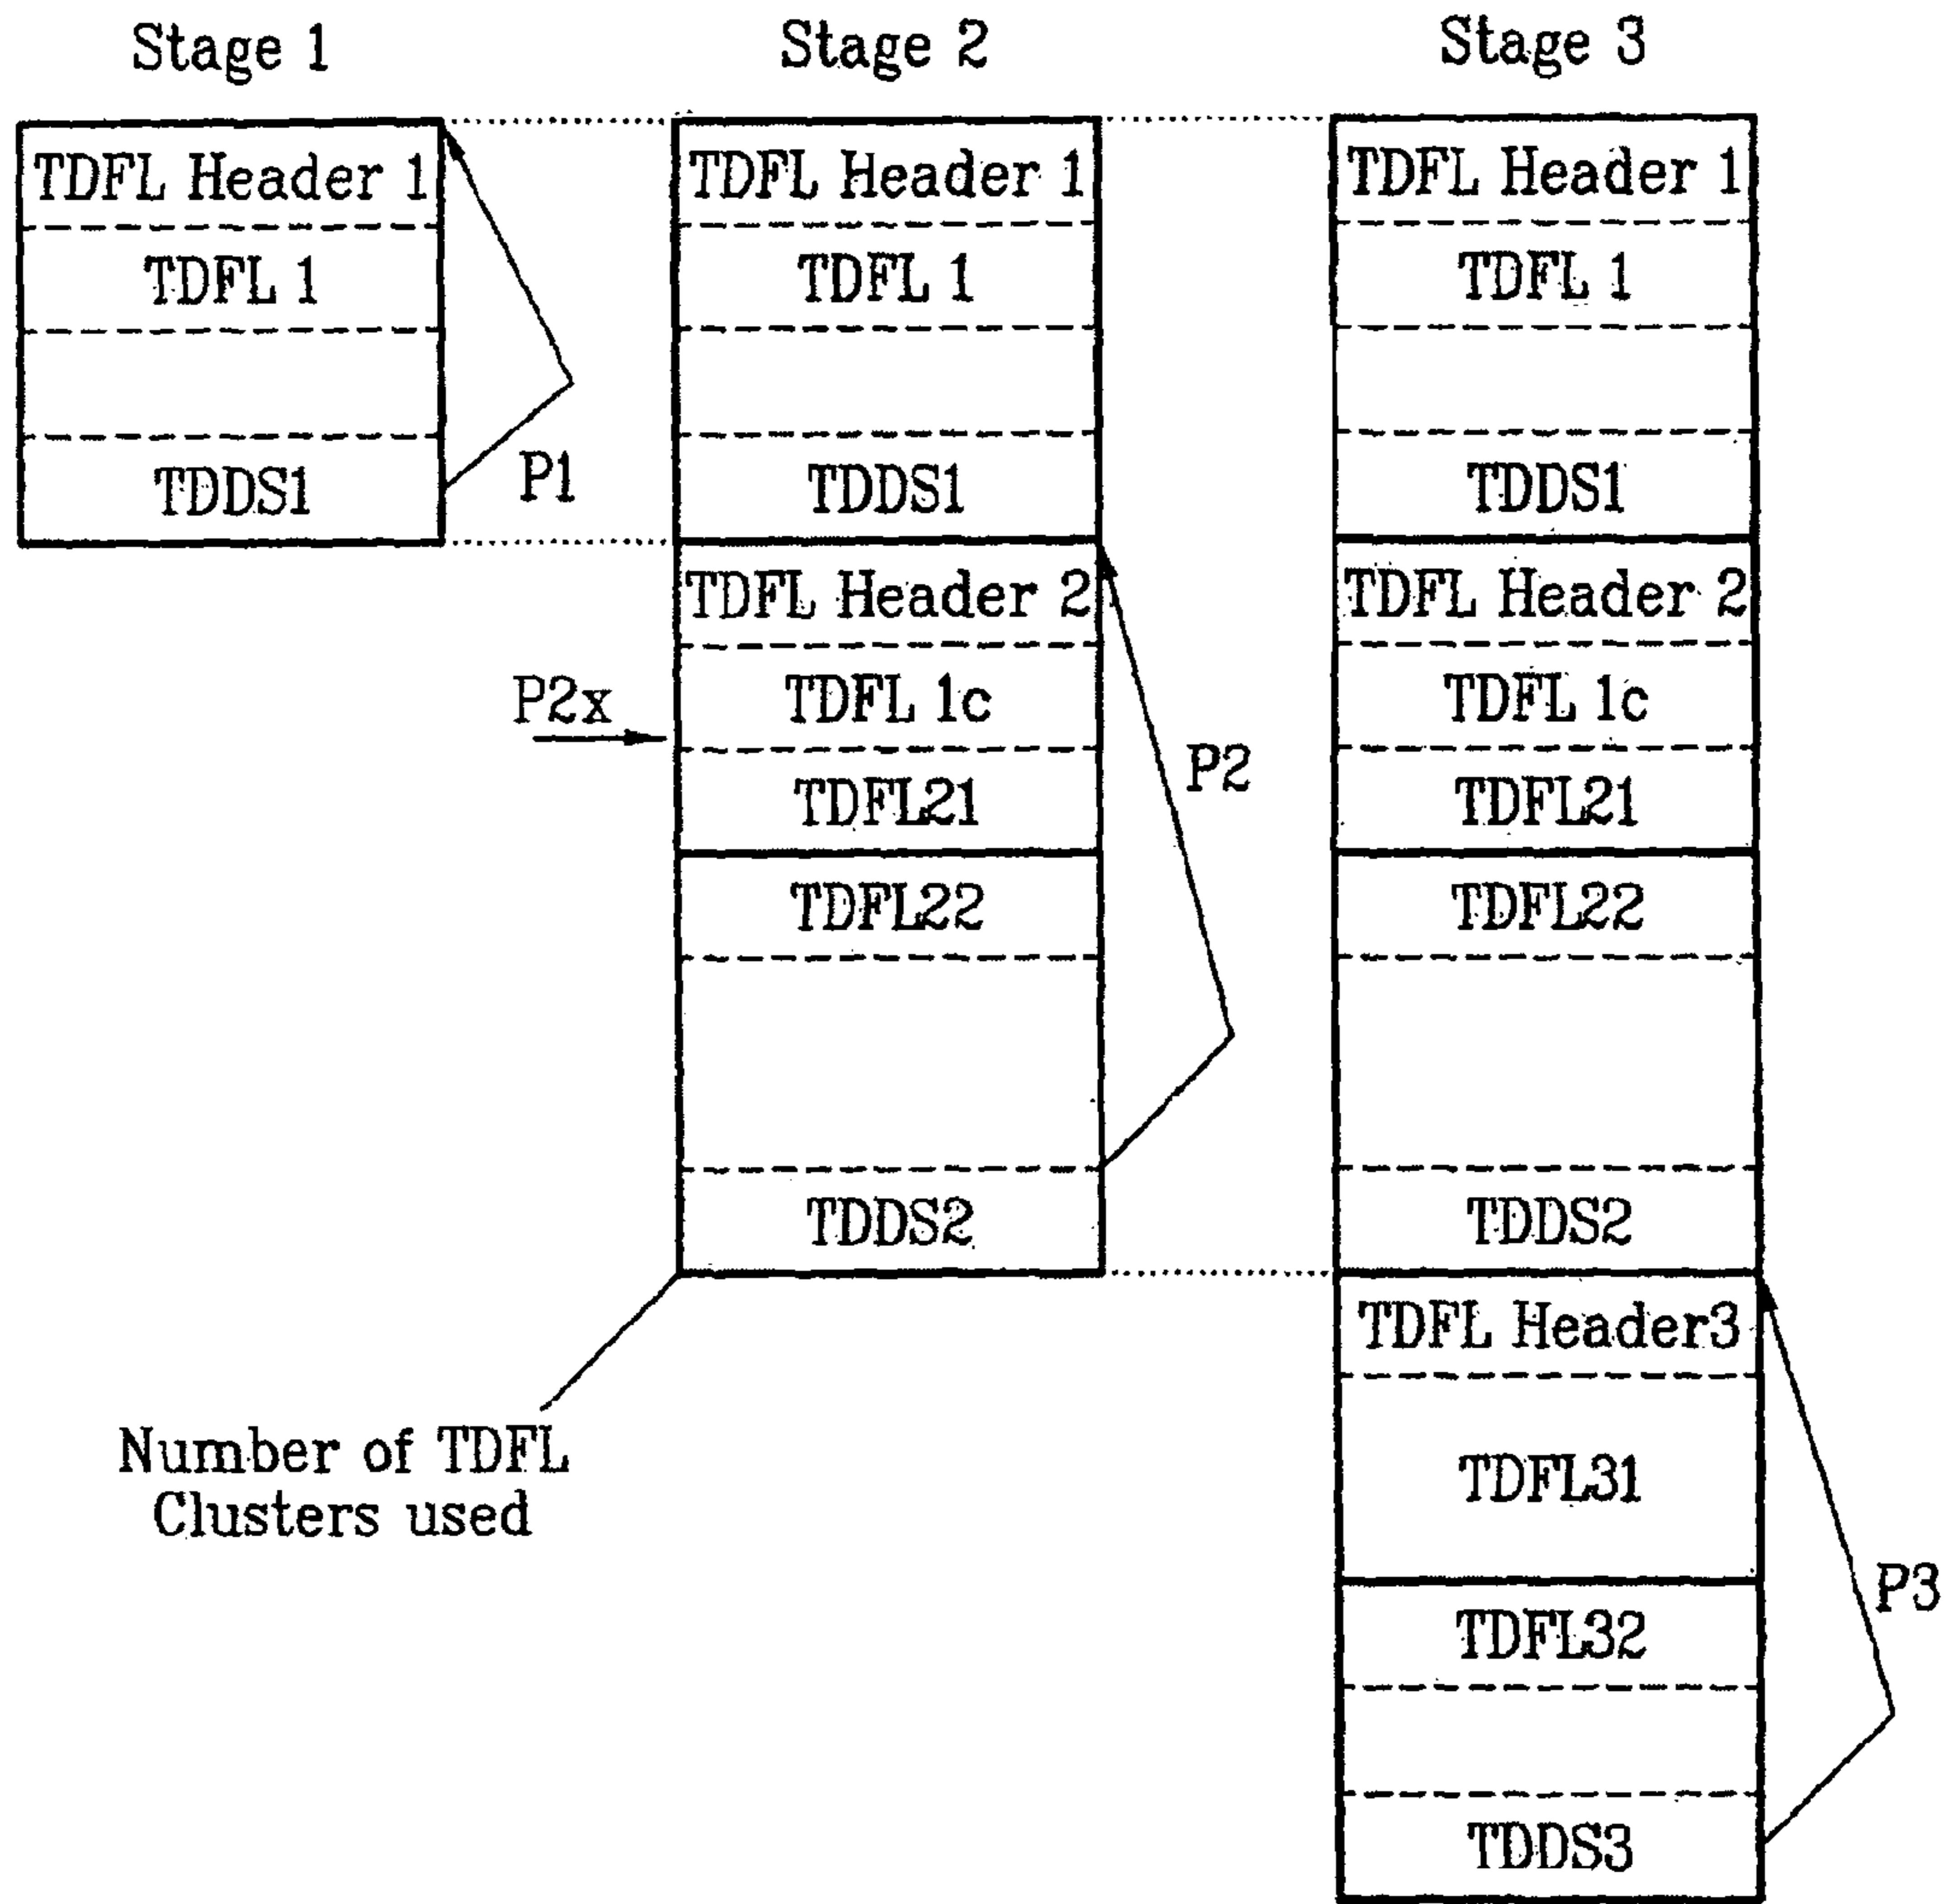 Stage 1
TDFL Header 1
TDFL 1
TDDS1
P1
Stage 2
TDFL Header 1
TDFL 1
TDDS1
TDFL Header 2
P2x
TDFL 1c
TDFL21
TDFL22
TDDS2
P2
Number of TDFL
Clusters used
Stage 3
TDFL Header 1
TDFL 1
TDDS1
TDFL Header 2
TDFL 1c
TDFL21
TDFL22
TDDS2
TDFL Header3
TDFL31
TDFL32
TDDS3
P3